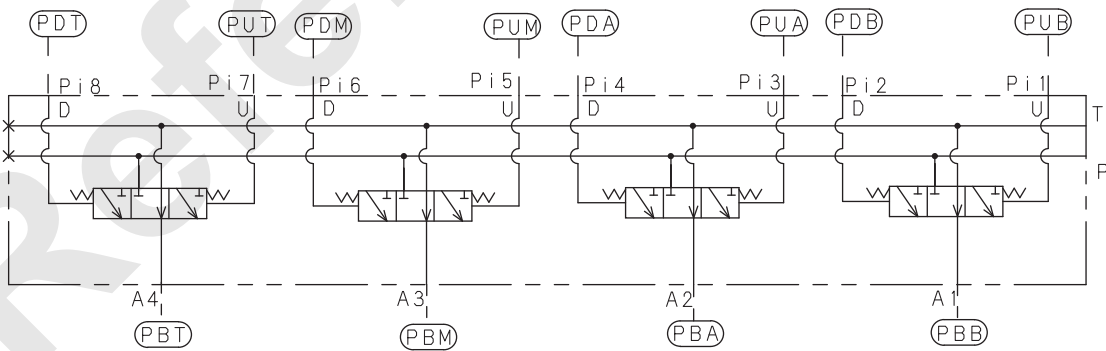 PDT PUT PDM PUM PDA PUA PDB PUB
Pi8 Pi7 Pi6 Pi5 Pi4 Pi3 Pi2 Pi1
D U D U D U D U T
P
A4 A3 A2 A1
PBT PBM PBA PBB